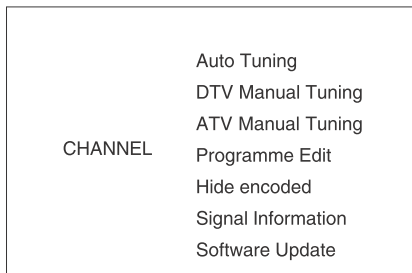 Auto Tuning
DTV Manual Tuning
ATV Manual Tuning
CHANNEL
Programme Edit
Hide encoded
Signal Information
Software Update